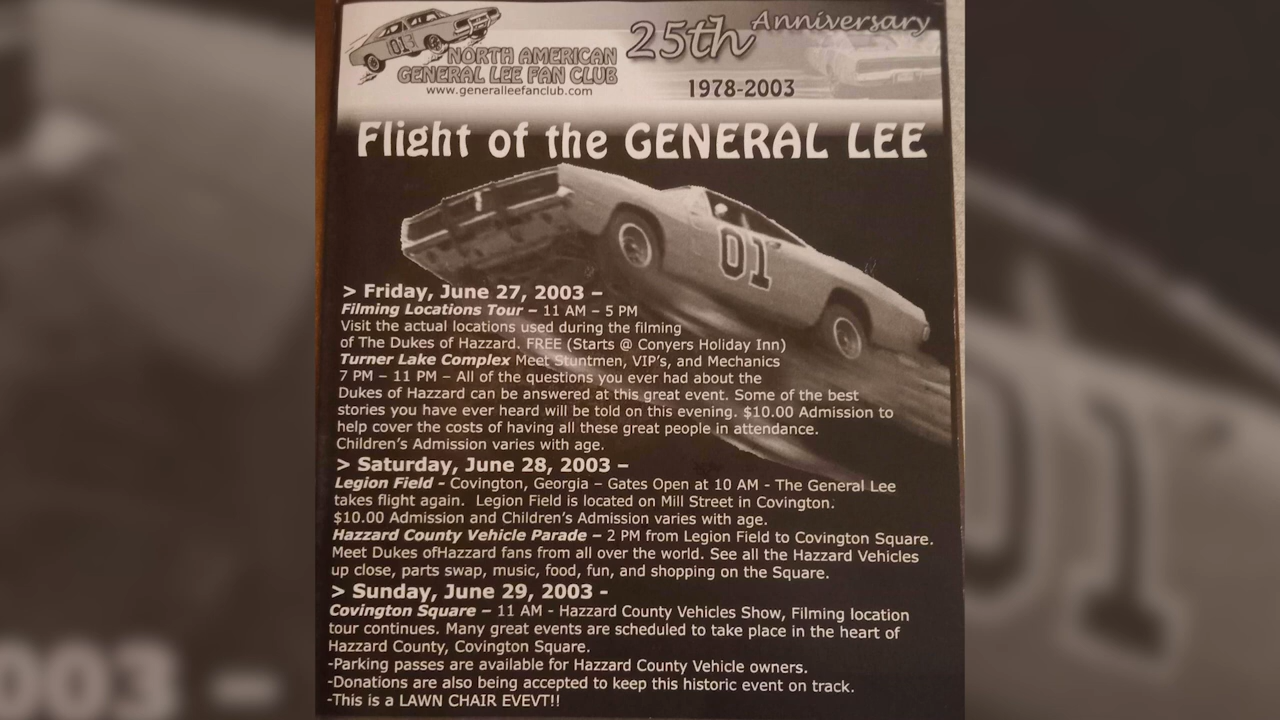 25th Anniversary
NORTH AMERICAN
GENERAL LEE FAN CLUB
www.generalleefanclub.com
1978-2003
Flight of the GENERAL LEE
01
> Friday, June 27, 2003 –
Filming Locations Tour – 11 AM – 5 PM
Visit the actual locations used during the filming
of The Dukes of Hazzard. FREE (Starts @ Conyers Holiday Inn)
Turner Lake Complex Meet Stuntmen, VIP's, and Mechanics
7 PM – 11 PM – All of the questions you ever had about the
Dukes of Hazzard can be answered at this great event. Some of the best
stories you have ever heard will be told on this evening. $10.00 Admission to
help cover the costs of having all these great people in attendance.
Children's Admission varies with age.
> Saturday, June 28, 2003 –
Legion Field - Covington, Georgia – Gates Open at 10 AM - The General Lee
takes flight again. Legion Field is located on Mill Street in Covington.
$10.00 Admission and Children's Admission varies with age.
Hazzard County Vehicle Parade – 2 PM from Legion Field to Covington Square.
Meet Dukes ofHazzard fans from all over the world. See all the Hazzard Vehicles
up close, parts swap, music, food, fun, and shopping on the Square.
> Sunday, June 29, 2003 -
Covington Square – 11 AM - Hazzard County Vehicles Show, Filming location
tour continues. Many great events are scheduled to take place in the heart of
Hazzard County, Covington Square.
-Parking passes are available for Hazzard County Vehicle owners.
-Donations are also being accepted to keep this historic event on track.
-This is a LAWN CHAIR EVEVT!!
01
003 –
01